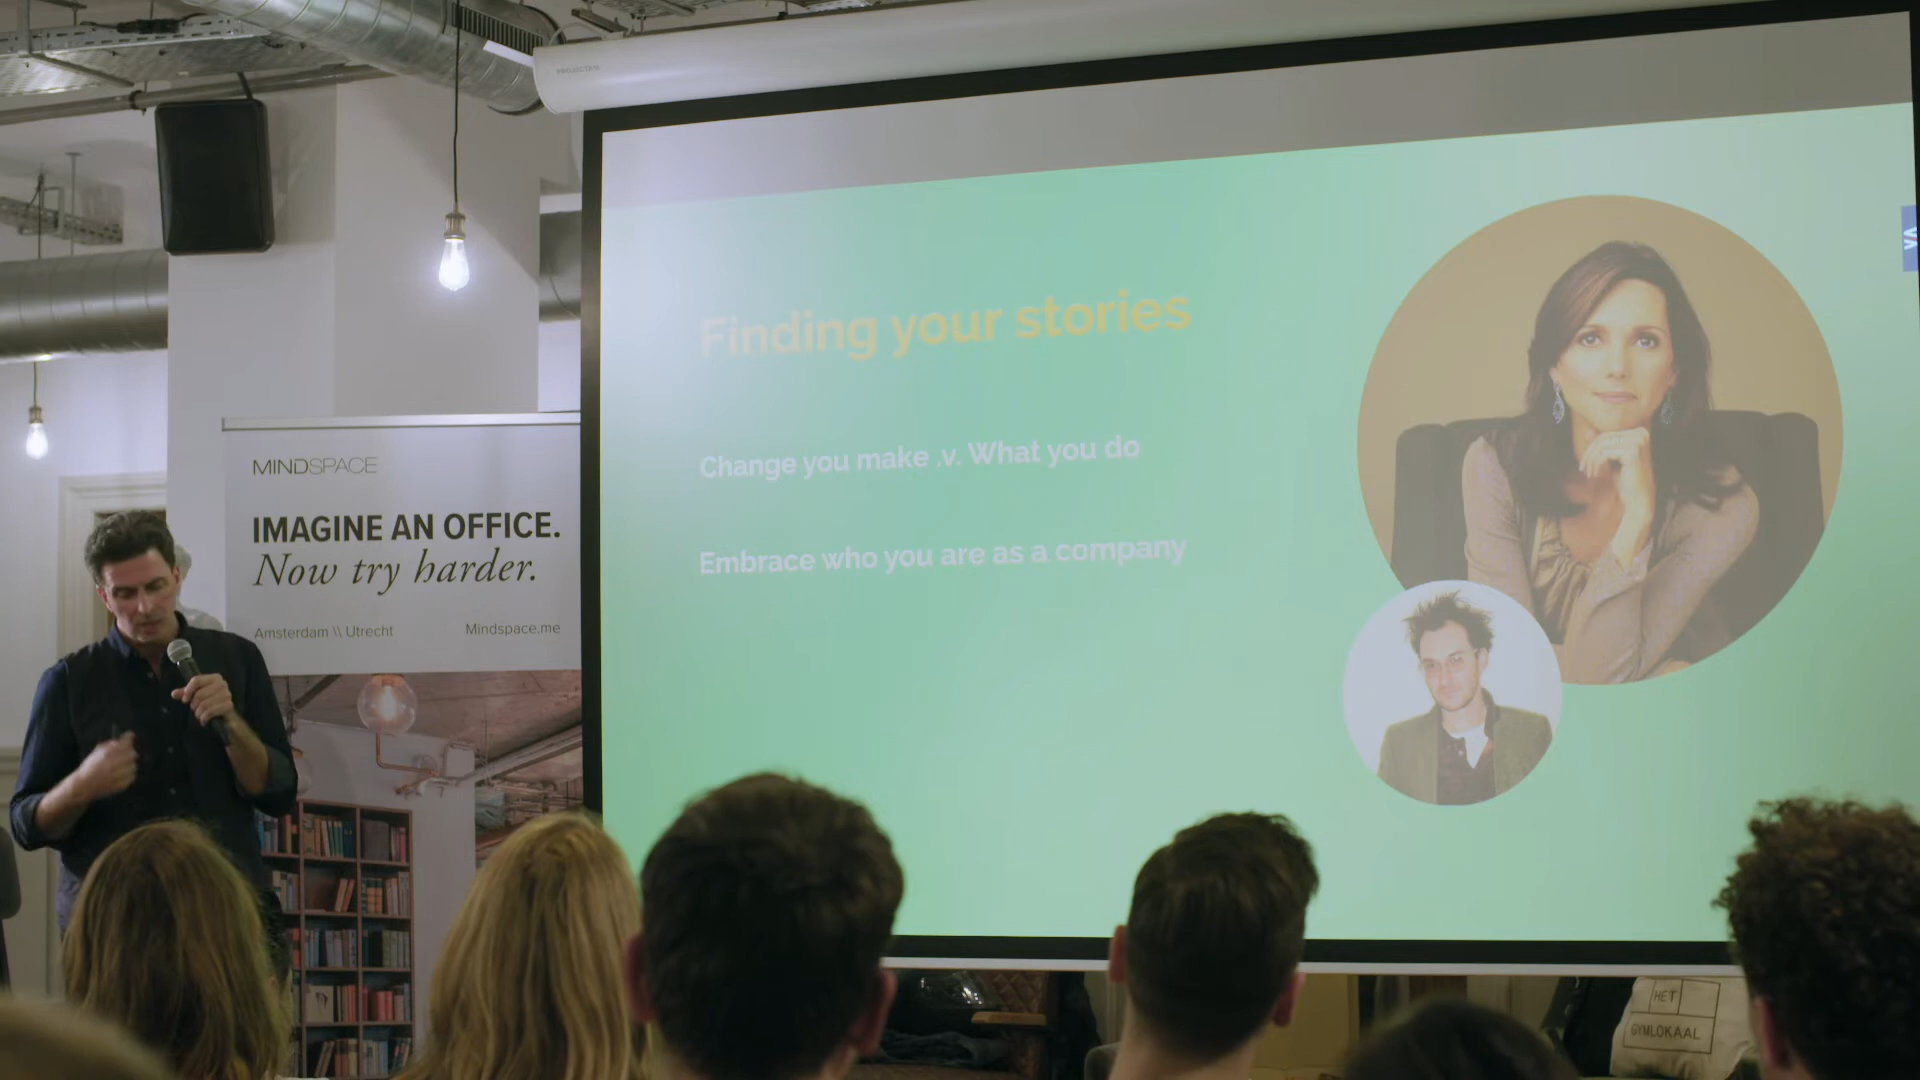 MINDSPACE
IMAGINE AN OFFICE.
Now try harder.
Amsterdam \\ Utrecht
Mindspace.me
Finding your stories
Change you make .v. What you do
Embrace who you are as a company
HET
GYMLOKAAL